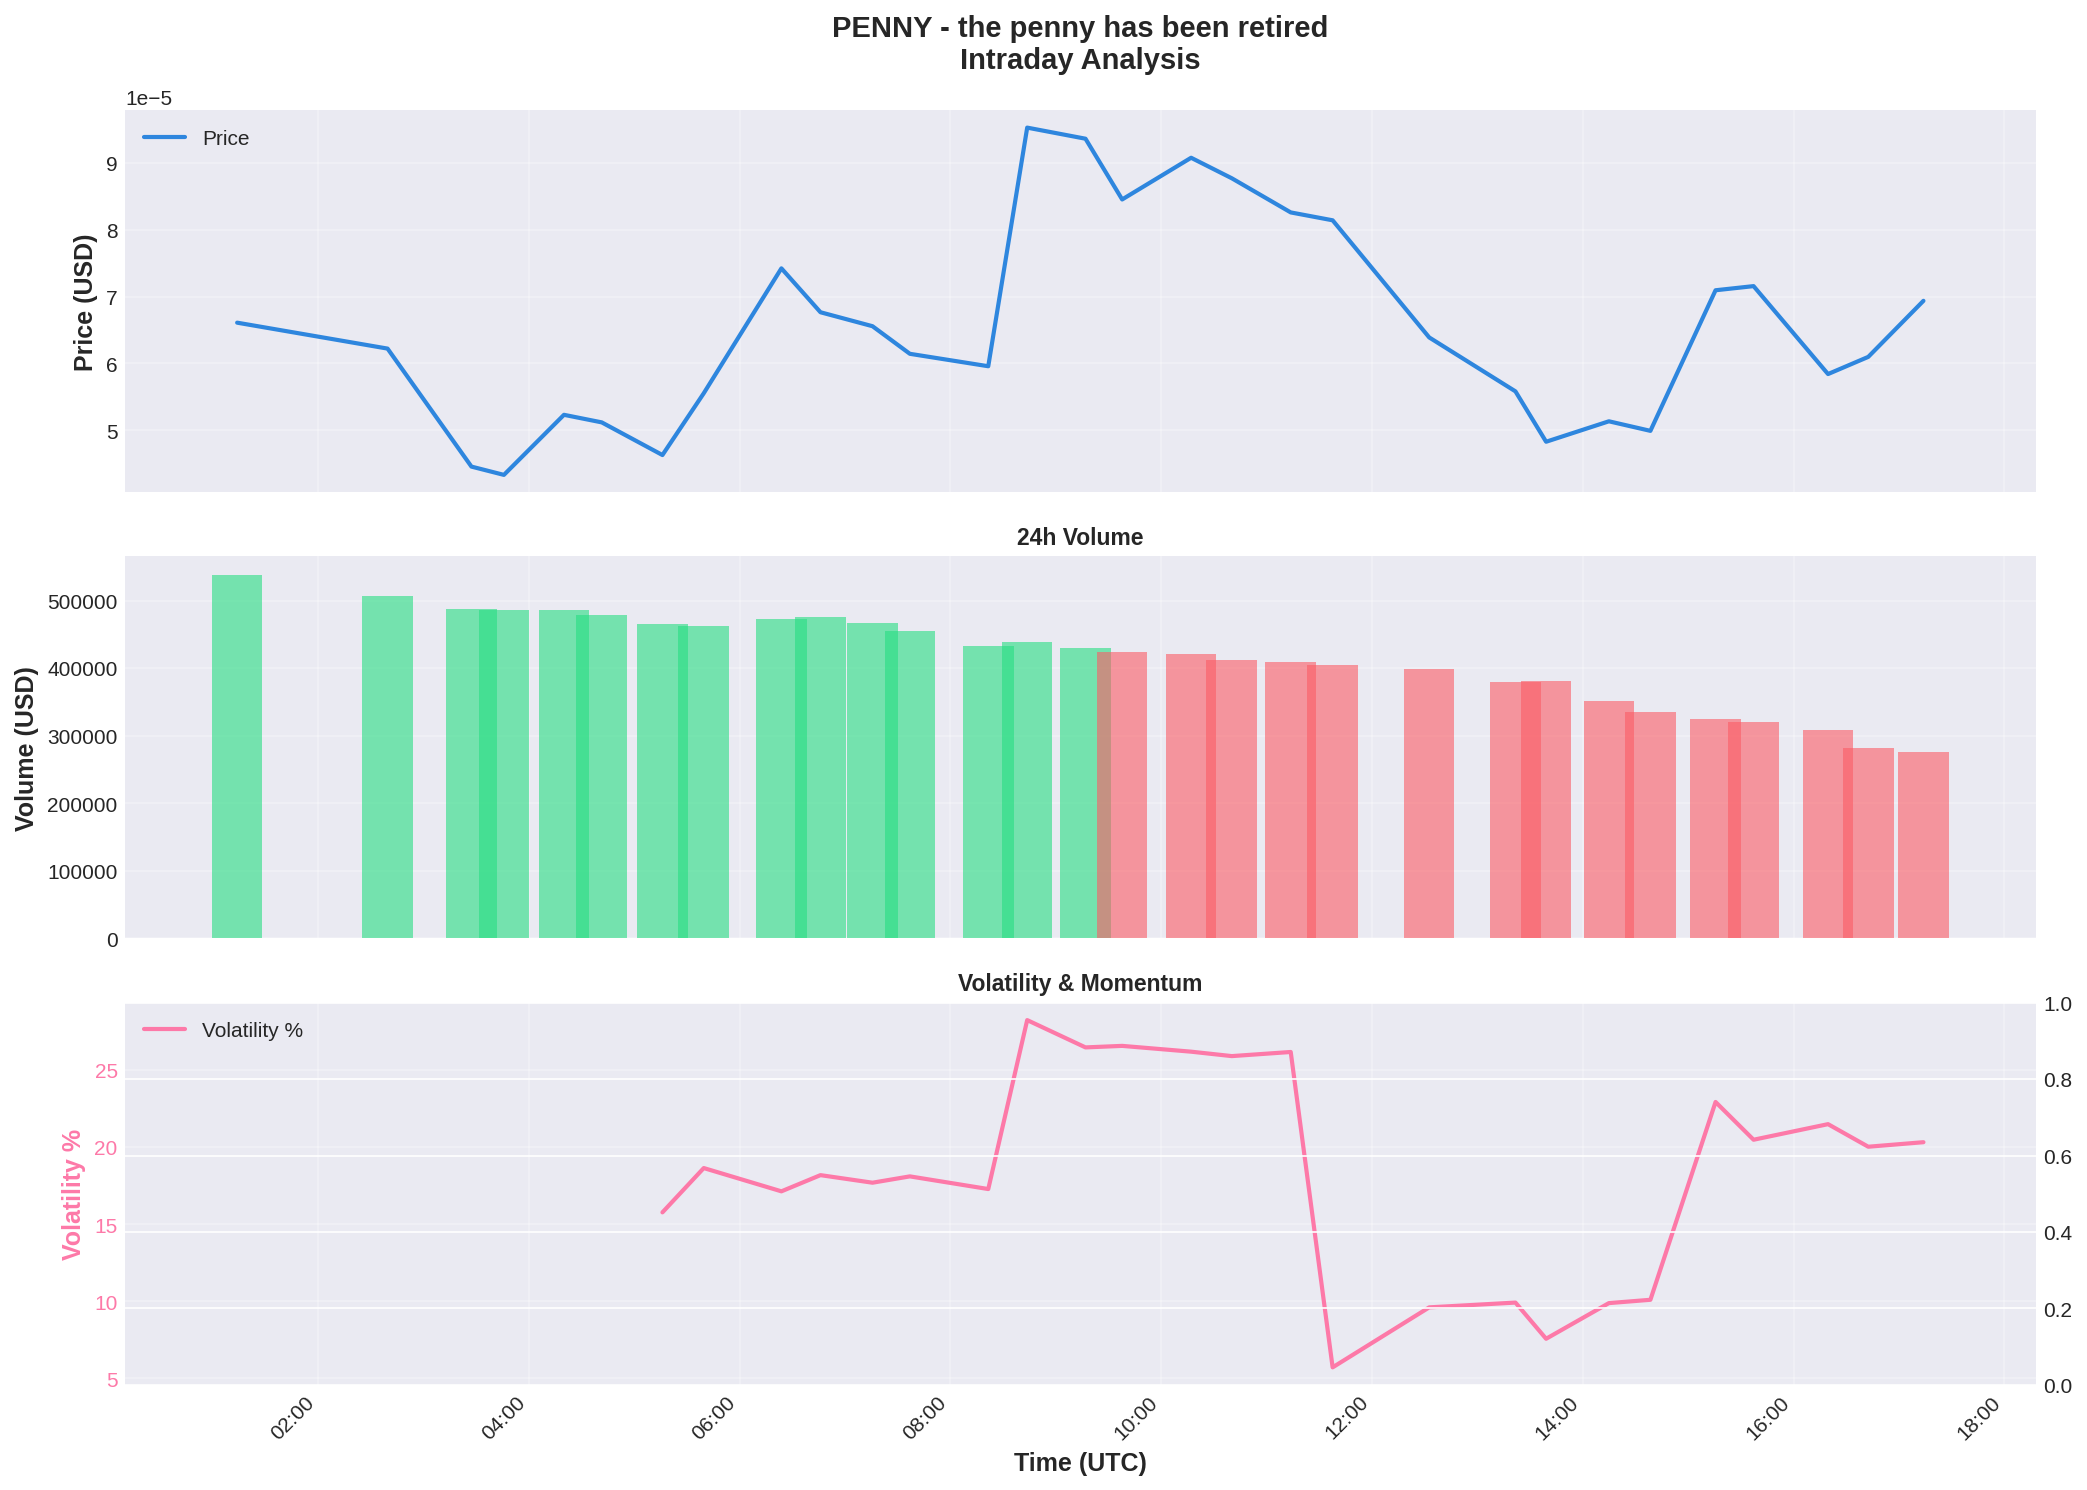 PENNY - the penny has been retired
Intraday Analysis
1e−5
Price
9
8
7
6
5
Price (USD)
24h Volume
500000
400000
300000
200000
100000
0
Volume (USD)
Volatility & Momentum
Volatility %
25
20
15
10
5
Volatility %
1.0
0.8
0.6
0.4
0.2
0.0
02:00
04:00
06:00
08:00
10:00
12:00
14:00
16:00
18:00
Time (UTC)